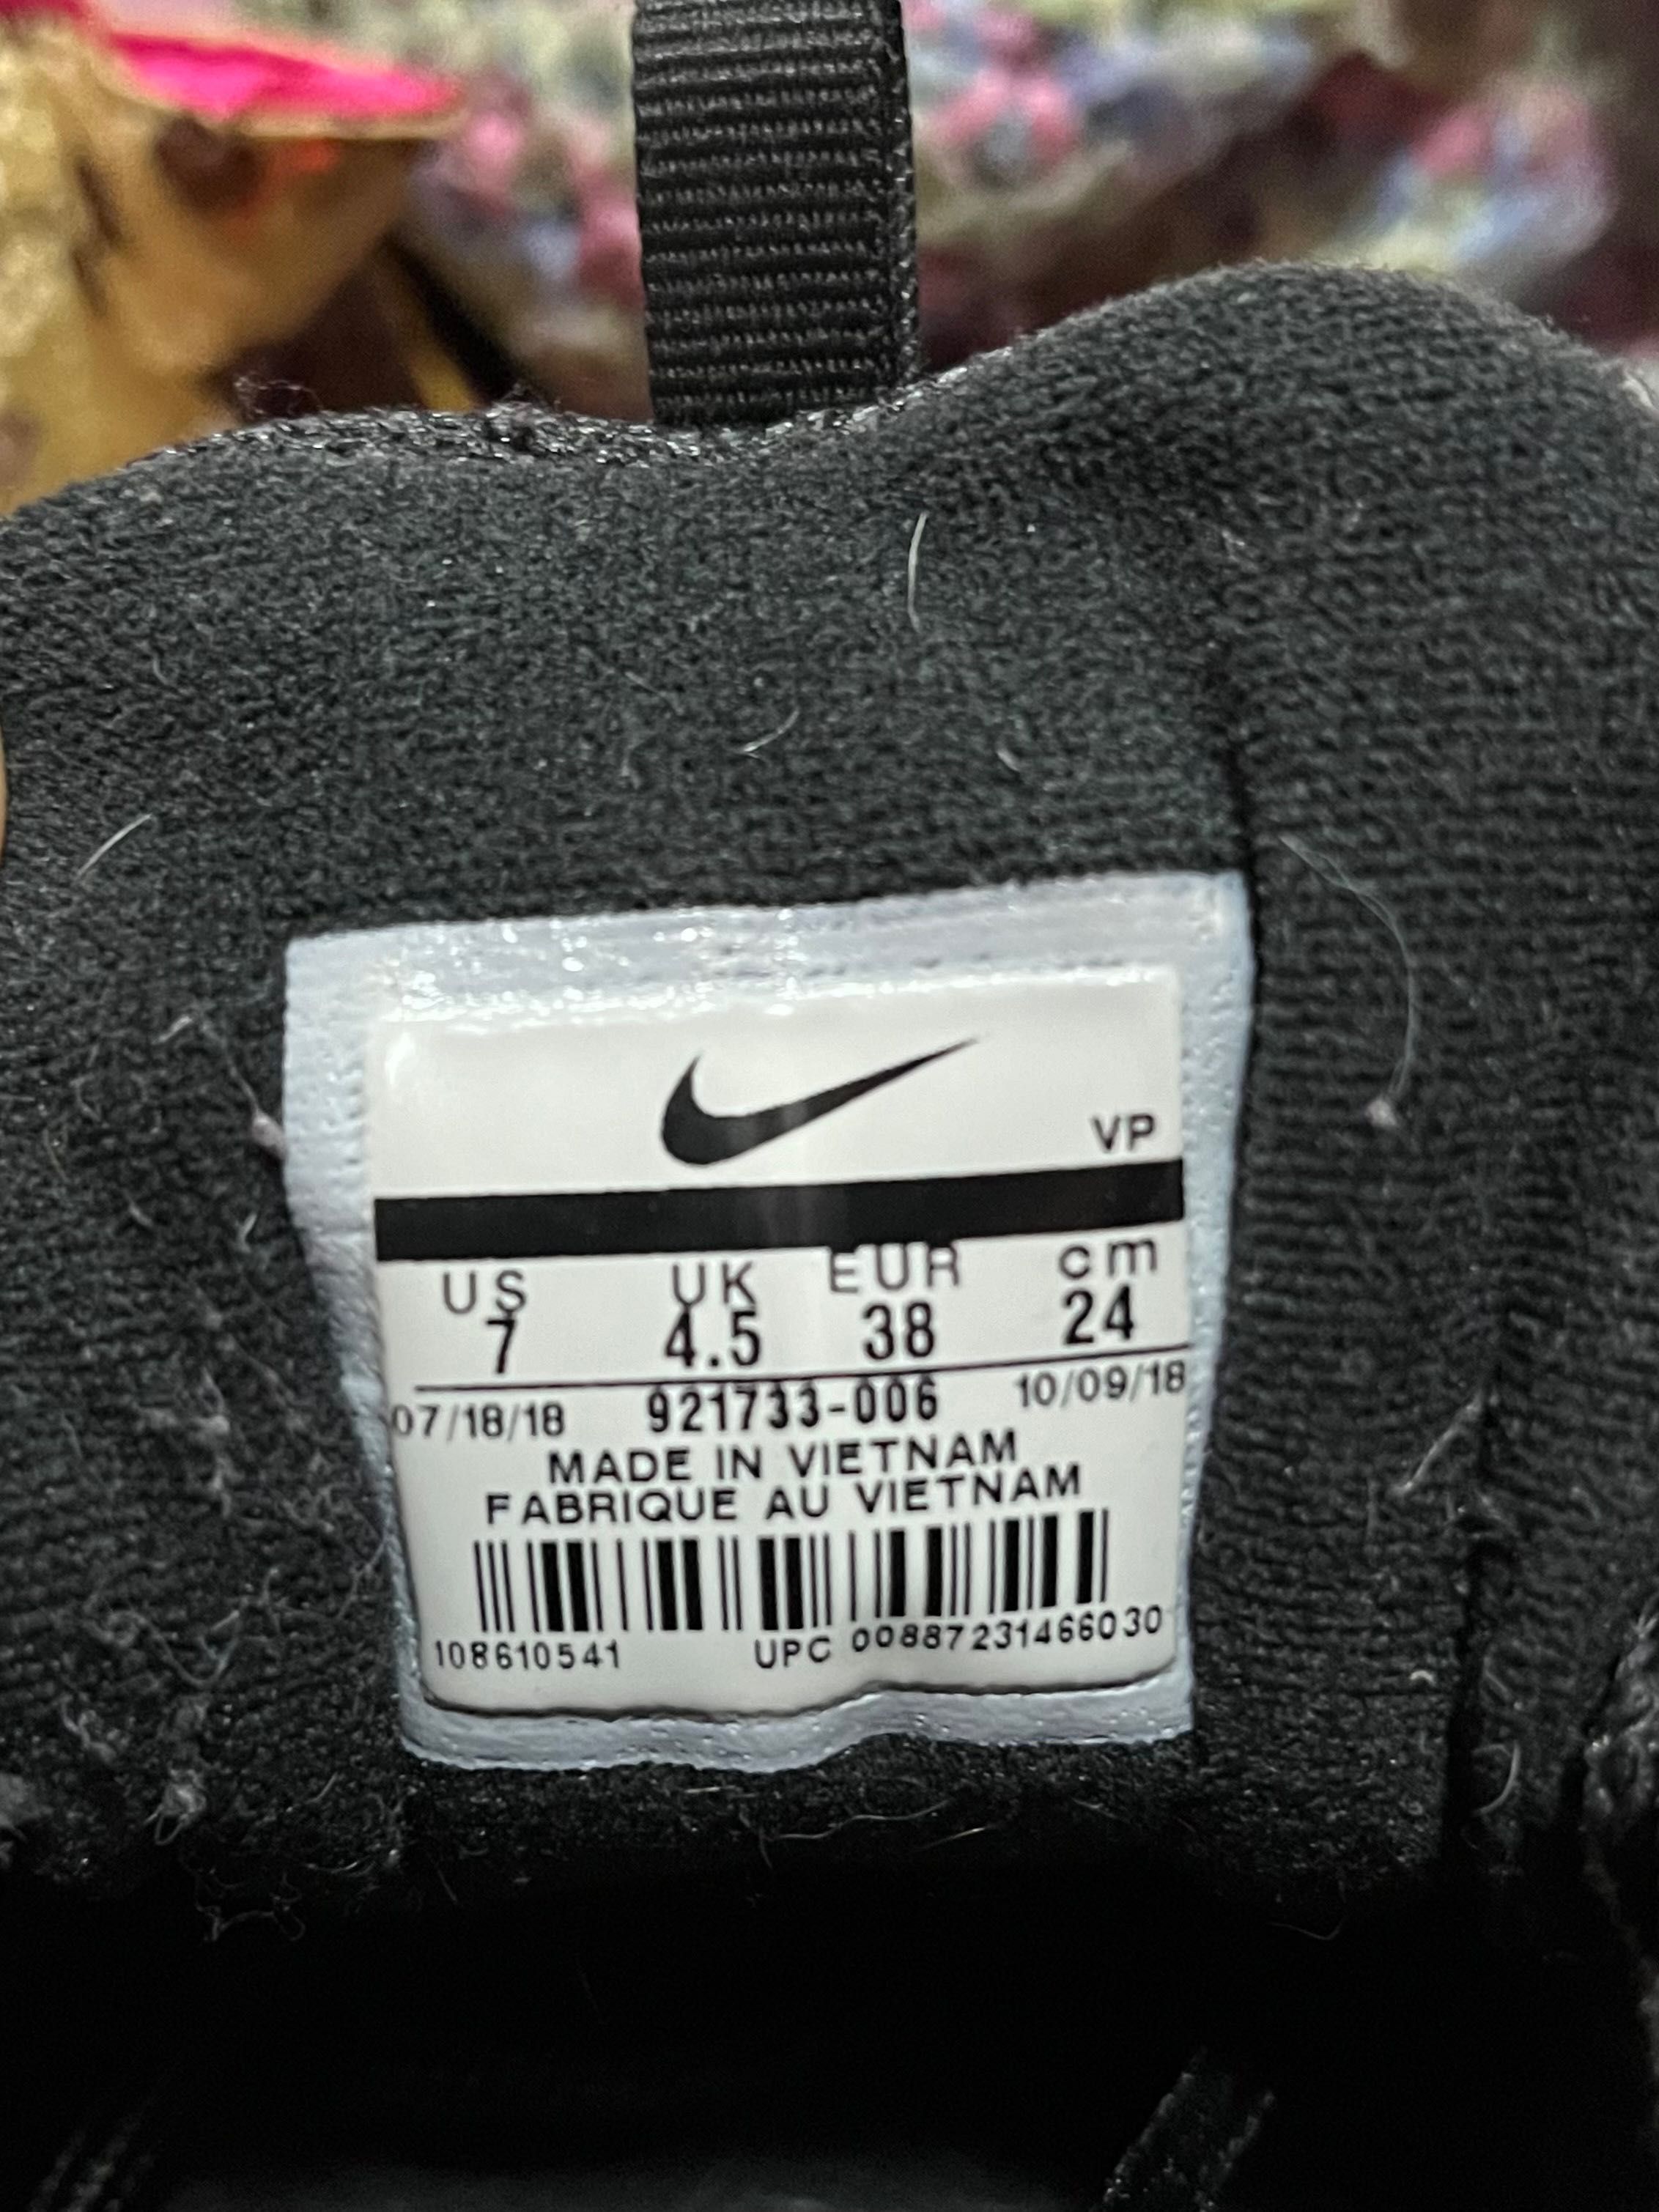 VP
US UK EUR cm
7 4.5 38 24
07/18/18 921733-006 10/09/18
MADE IN VIETNAM
FABRIQUE AU VIETNAM
108610541 UPC 00887231466030